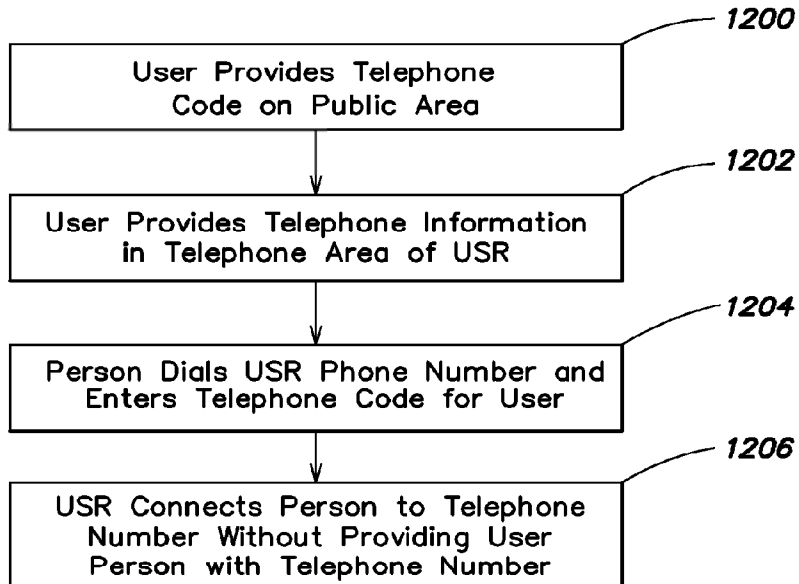 1200
User Provides Telephone
Code on Public Area
1202
User Provides Telephone Information
in Telephone Area of USR
1204
Person Dials USR Phone Number and
Enters Telephone Code for User
1206
USR Connects Person to Telephone
Number Without Providing User
Person with Telephone Number